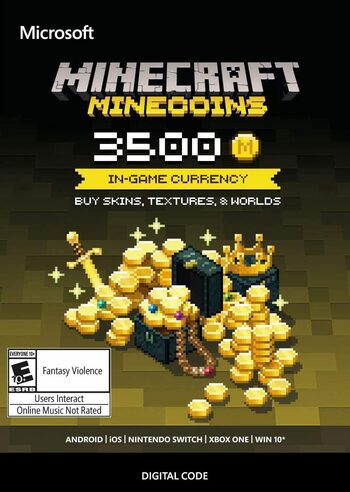 Microsoft
MINECRAFT
MINECOINS
3500 M
IN-GAME CURRENCY
BUY SKINS, TEXTURES, & WORLDS
EVERYONE 10+
E 10+
ESRB
Fantasy Violence
Users Interact
Online Music Not Rated
ANDROID | iOS | NINTENDO SWITCH | XBOX ONE | WIN 10*
DIGITAL CODE